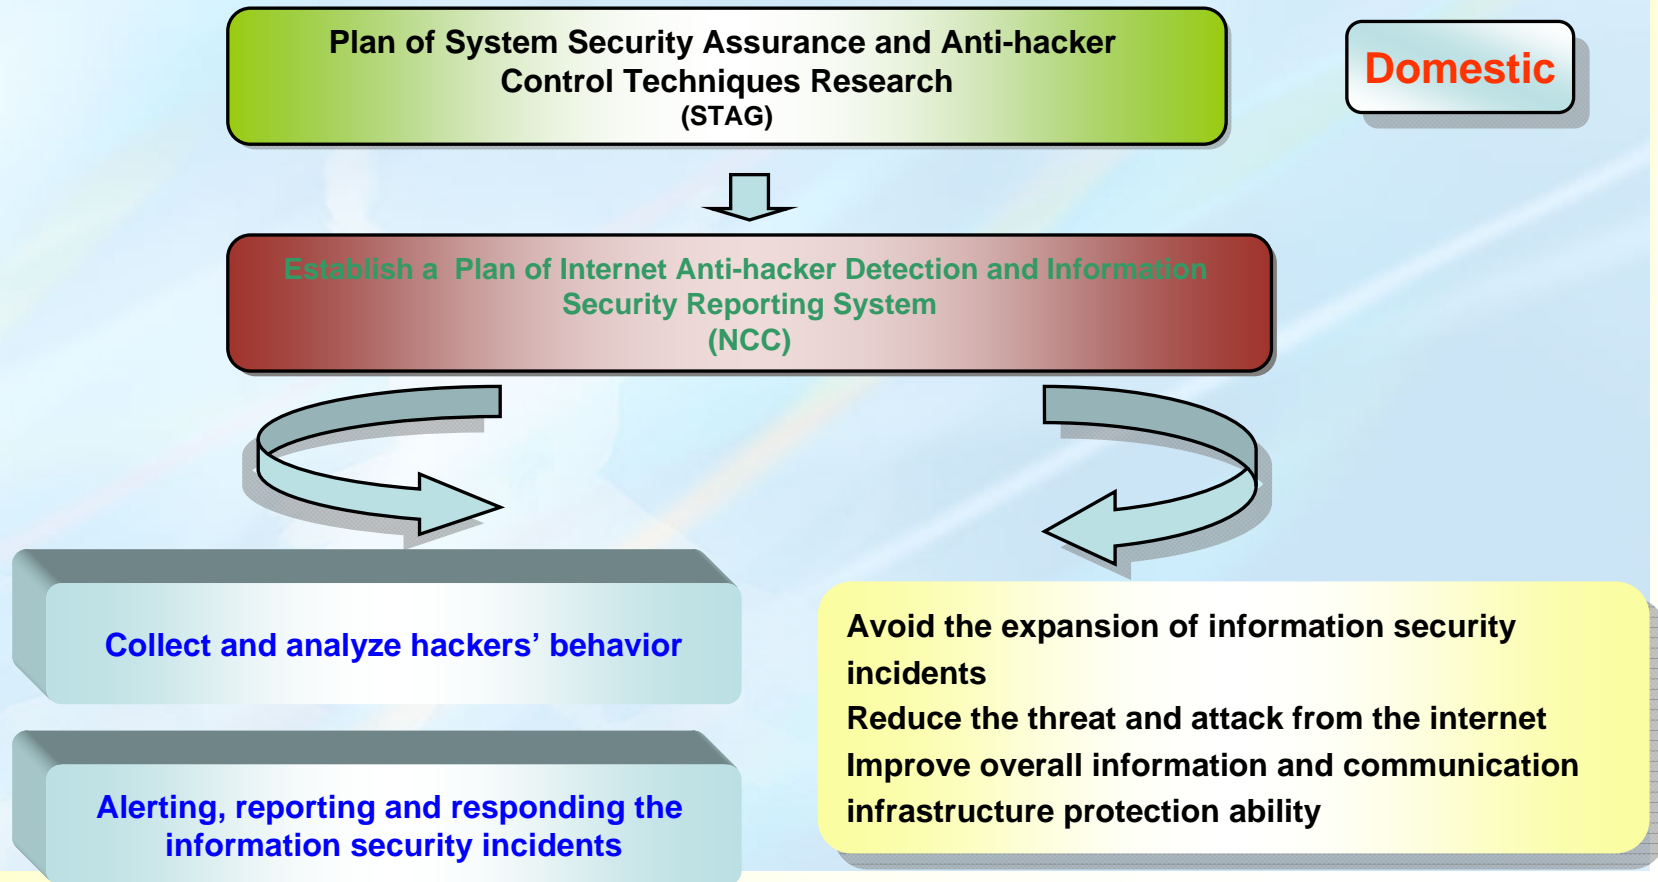 Plan of System Security Assurance and Anti-hacker
Control Techniques Research
(STAG)
Domestic
Establish a  Plan of Internet Anti-hacker Detection and Information
Security Reporting System
(NCC)
Collect and analyze hackers’ behavior
Alerting, reporting and responding the
information security incidents
Avoid the expansion of information security
incidents
Reduce the threat and attack from the internet
Improve overall information and communication
infrastructure protection ability